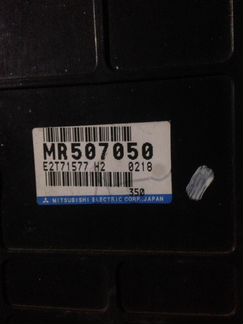 MR507050
E2T71577 H2 0218
350
MITSUBISHI ELECTRIC CORP. JAPAN